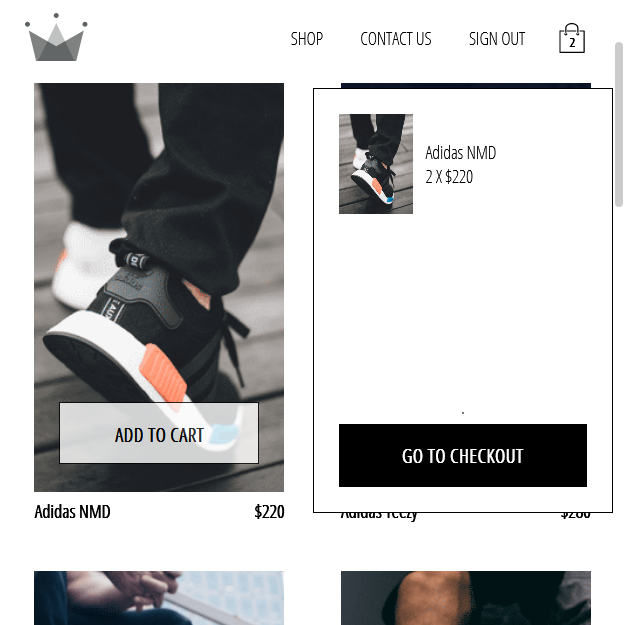 SHOP CONTACT US SIGN OUT 2
Adidas NMD
2 X $220
ADD TO CART
GO TO CHECKOUT
Adidas NMD $220
Adidas Yeezy $280